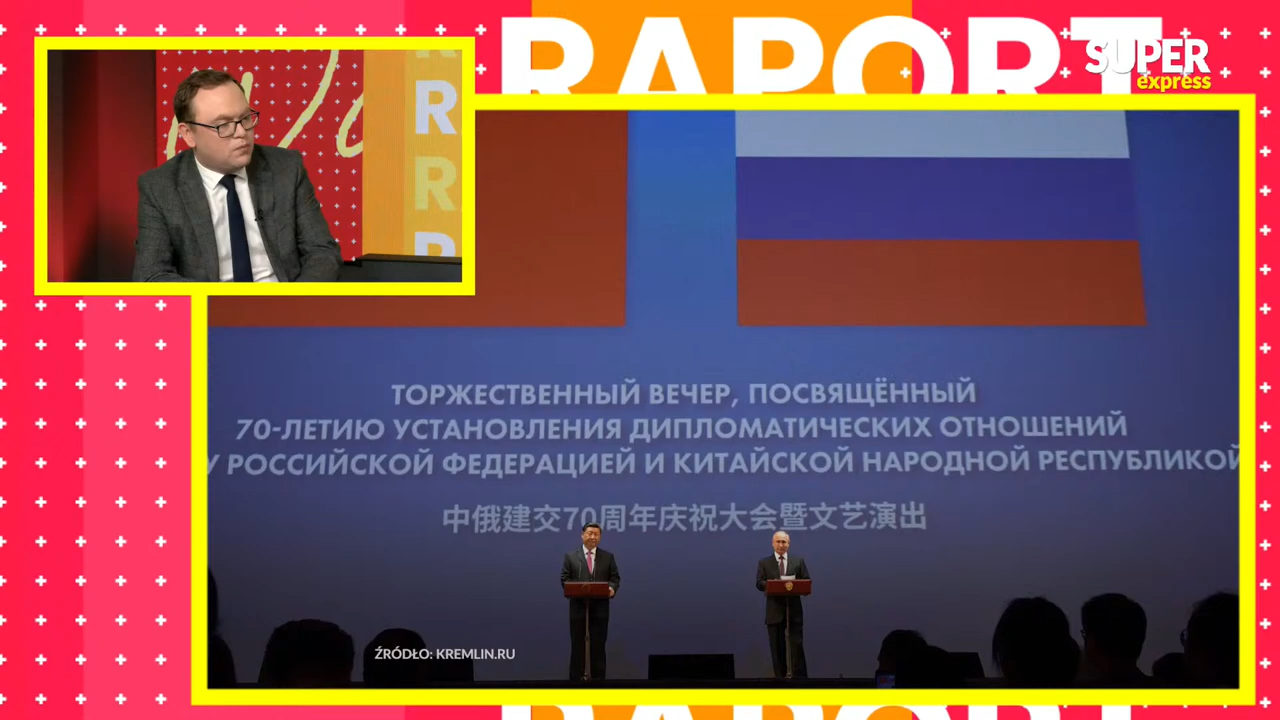 RAPORT
SUPER
express
R
R
R
ТОРЖЕСТВЕННЫЙ ВЕЧЕР, ПОСВЯЩЁННЫЙ
70-ЛЕТИЮ УСТАНОВЛЕНИЯ ДИПЛОМАТИЧЕСКИХ ОТНОШЕНИЙ
У РОССИЙСКОЙ ФЕДЕРАЦИЕЙ И КИТАЙСКОЙ НАРОДНОЙ РЕСПУБЛИКОЙ
中俄建交70周年庆祝大会暨文艺演出
ŹRÓDŁO: KREMLIN.RU